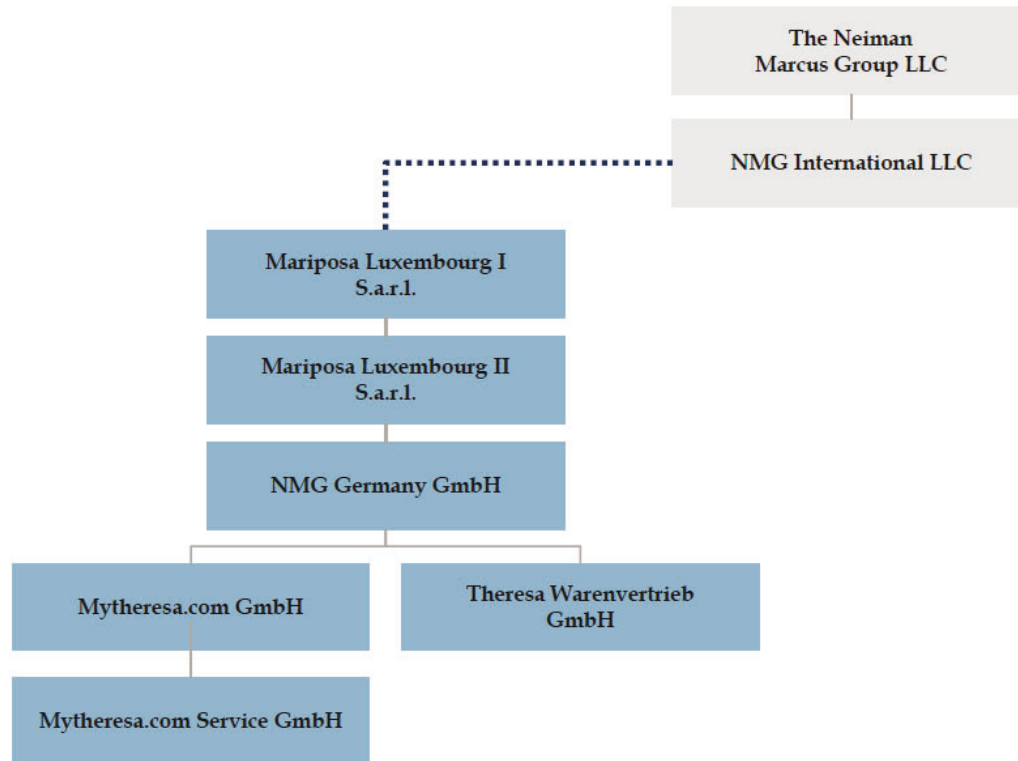 The Neiman
Marcus Group LLC
NMG International LLC
Mariposa Luxembourg I
S.a.r.l.
Mariposa Luxembourg II
S.a.r.l.
NMG Germany GmbH
Mytheresa.com GmbH
Theresa Warenvertrieb
GmbH
Mytheresa.com Service GmbH